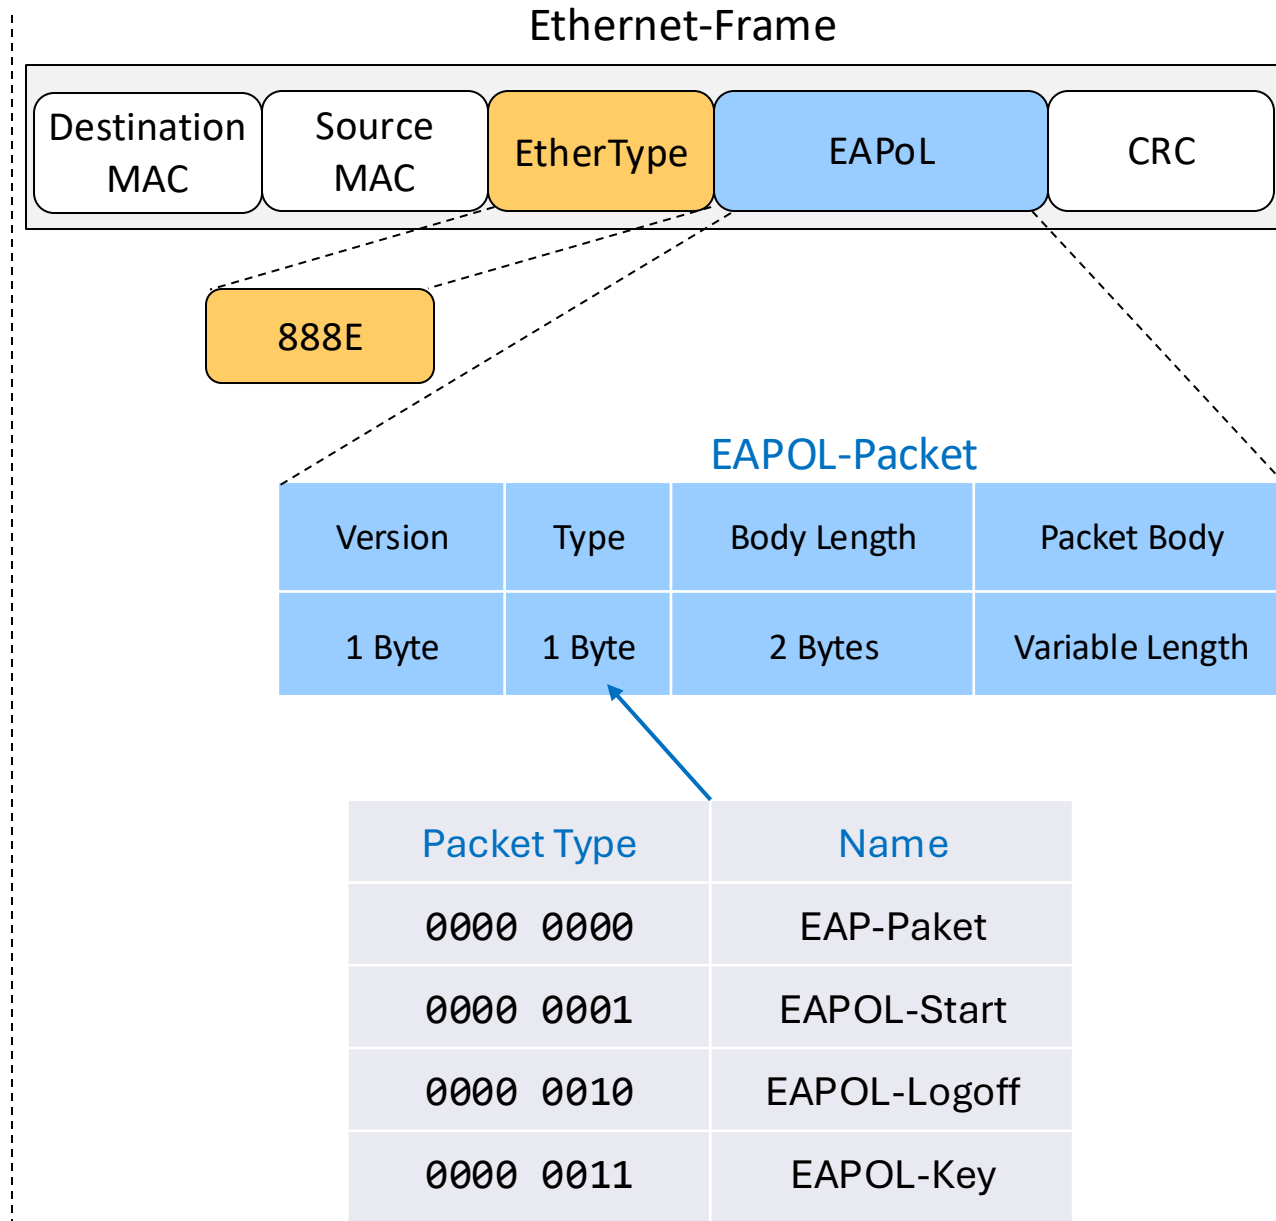 Ethernet-Frame
Destination
MAC
Source
MAC
EtherType
EAPoL
CRC
888E
EAPOL-Packet
Version Type Body Length Packet Body
1 Byte 1 Byte 2 Bytes Variable Length
Packet Type Name
0000 0000 EAP-Paket
0000 0001 EAPOL-Start
0000 0010 EAPOL-Logoff
0000 0011 EAPOL-Key